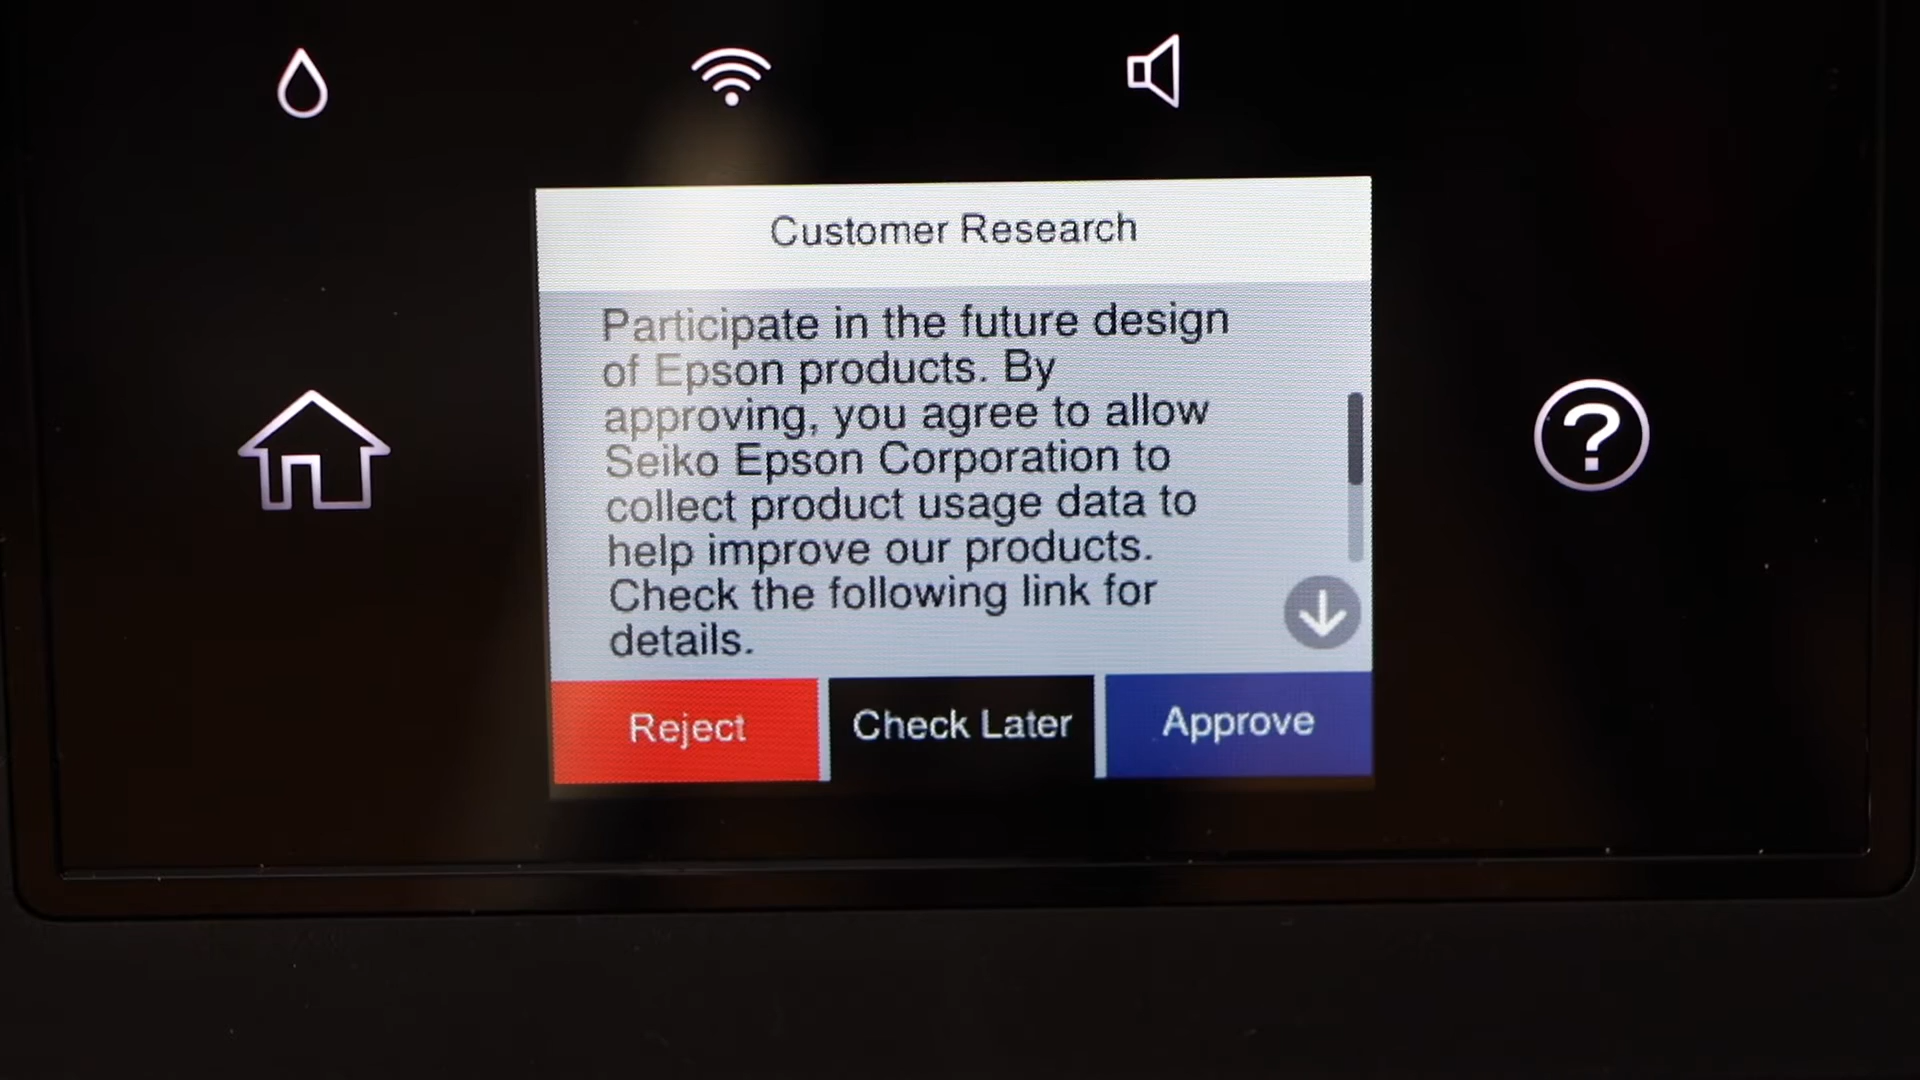 Customer Research
Participate in the future design
of Epson products. By
approving, you agree to allow
Seiko Epson Corporation to
collect product usage data to
help improve our products.
Check the following link for
details.
Reject
Check Later
Approve
?